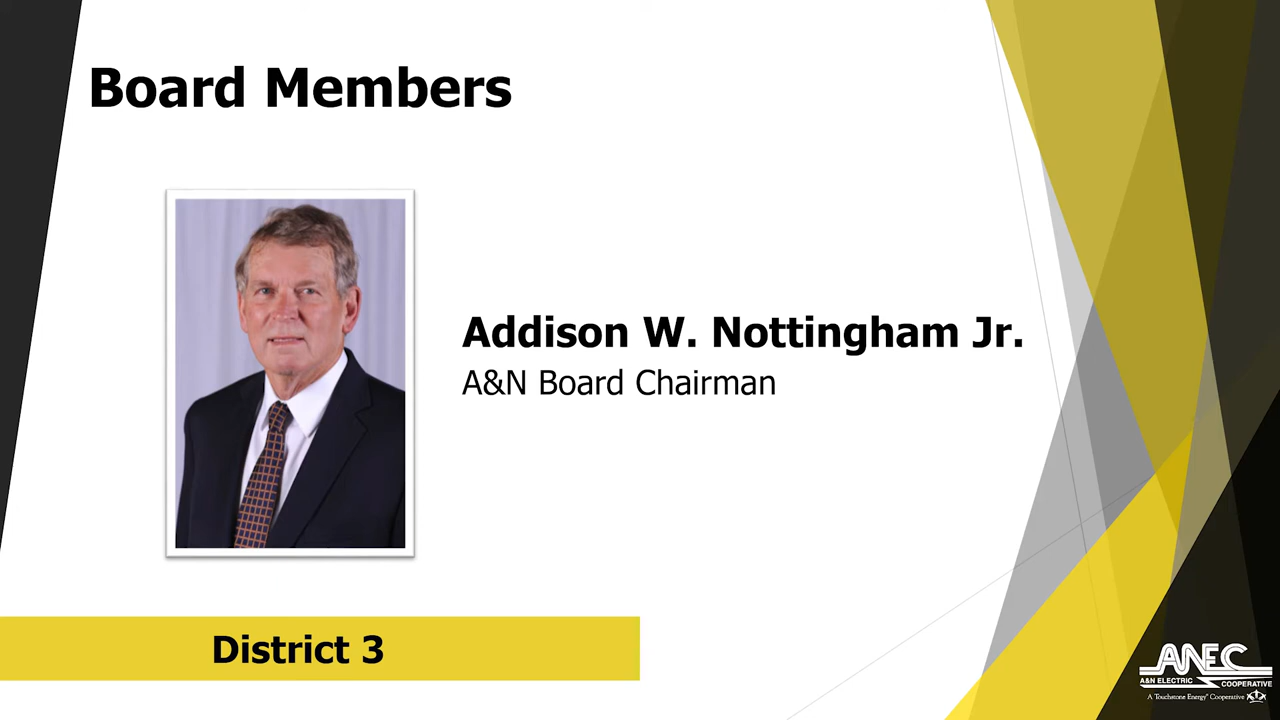 Board Members
Addison W. Nottingham Jr.
A&N Board Chairman
District 3
ANEC
A&N ELECTRIC COOPERATIVE
A Touchstone Energy® Cooperative